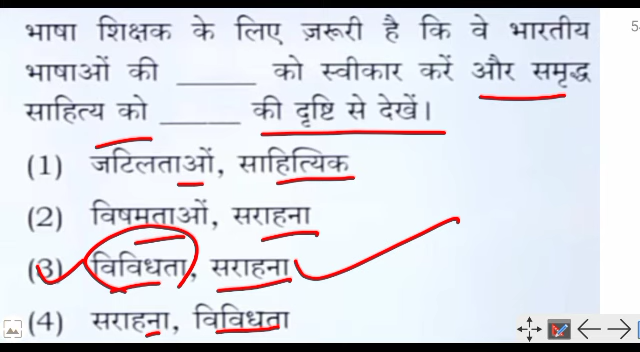 भाषा शिक्षक के लिए ज़रूरी है कि वे भारतीय
भाषाओं की ______ को स्वीकार करें और समृद्ध
साहित्य को ______ की दृष्टि से देखें।
(1) जटिलताओं, साहित्यिक
(2) विषमताओं, सराहना
(3) विविधता, सराहना
(4) सराहना, विविधता